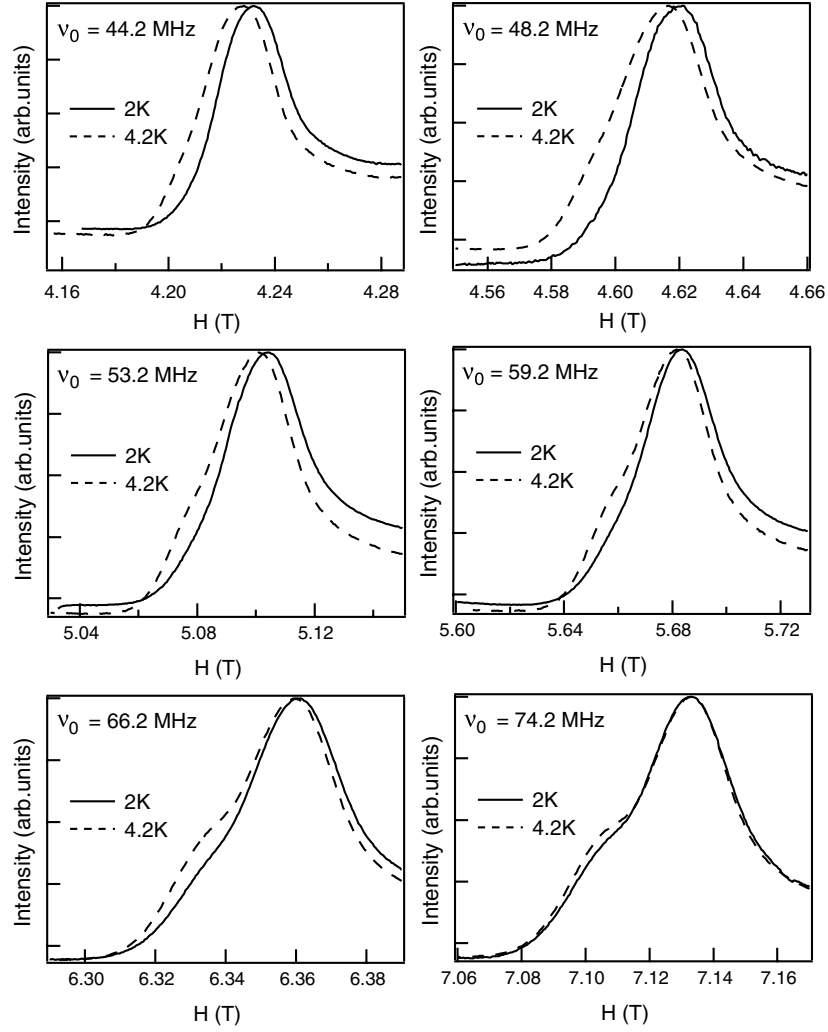 ν0 = 44.2 MHz
2K
4.2K
Intensity (arb.units)
4.16 4.20 4.24 4.28
H (T)
ν0 = 48.2 MHz
2K
4.2K
Intensity (arb.units)
4.56 4.58 4.60 4.62 4.64 4.66
H (T)
ν0 = 53.2 MHz
2K
4.2K
Intensity (arb.units)
5.04 5.08 5.12
H (T)
ν0 = 59.2 MHz
2K
4.2K
Intensity (arb.units)
5.60 5.64 5.68 5.72
H (T)
ν0 = 66.2 MHz
2K
4.2K
Intensity (arb.units)
6.30 6.32 6.34 6.36 6.38
H (T)
ν0 = 74.2 MHz
2K
4.2K
Intensity (arb.units)
7.06 7.08 7.10 7.13 7.14 7.16
H (T)